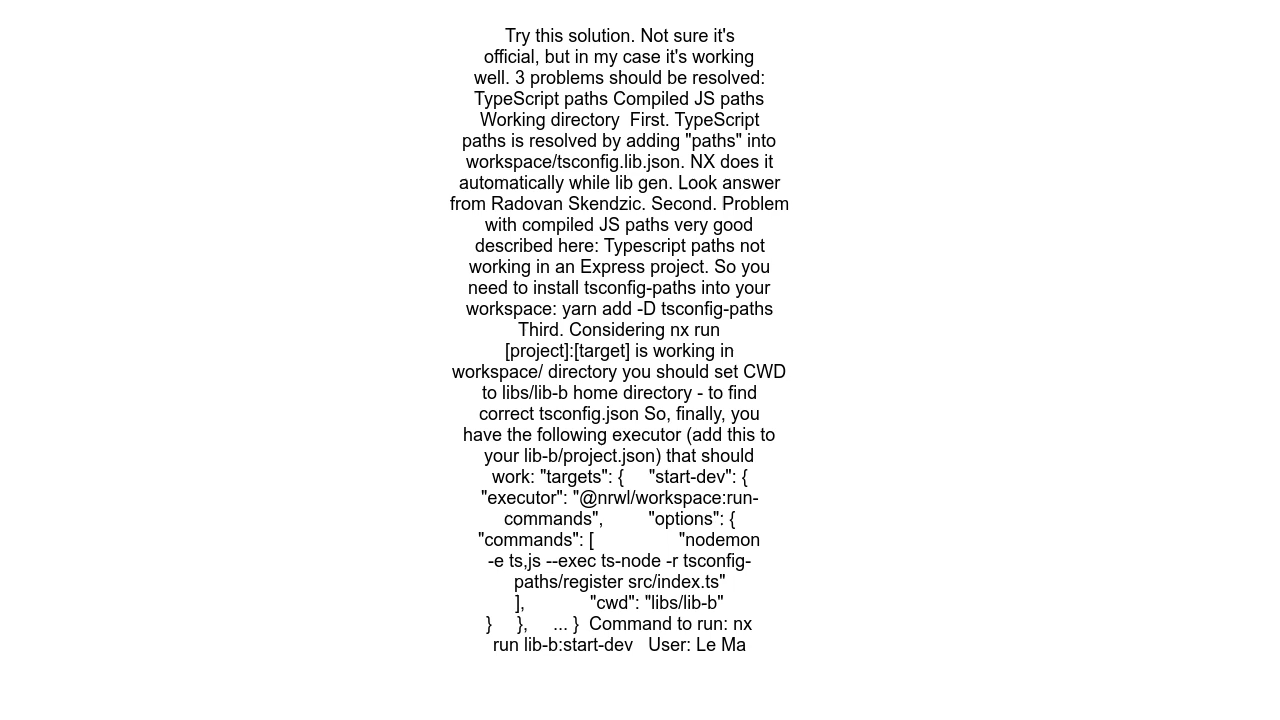 Try this solution. Not sure it's
official, but in my case it's working
well. 3 problems should be resolved:
TypeScript paths Compiled JS paths
Working directory  First. TypeScript
paths is resolved by adding "paths" into
workspace/tsconfig.lib.json. NX does it
automatically while lib gen. Look answer
from Radovan Skendzic. Second. Problem
with compiled JS paths very good
described here: Typescript paths not
working in an Express project. So you
need to install tsconfig-paths into your
workspace: yarn add -D tsconfig-paths
Third. Considering nx run
[project]:[target] is working in
workspace/ directory you should set CWD
to libs/lib-b home directory - to find
correct tsconfig.json So, finally, you
have the following executor (add this to
your lib-b/project.json) that should
work: "targets": {     "start-dev": {
"executor": "@nrwl/workspace:run-
commands",         "options": {
"commands": [                 "nodemon
-e ts,js --exec ts-node -r tsconfig-
paths/register src/index.ts"
],             "cwd": "libs/lib-b"
}     },     ... }  Command to run: nx
run lib-b:start-dev   User: Le Ma